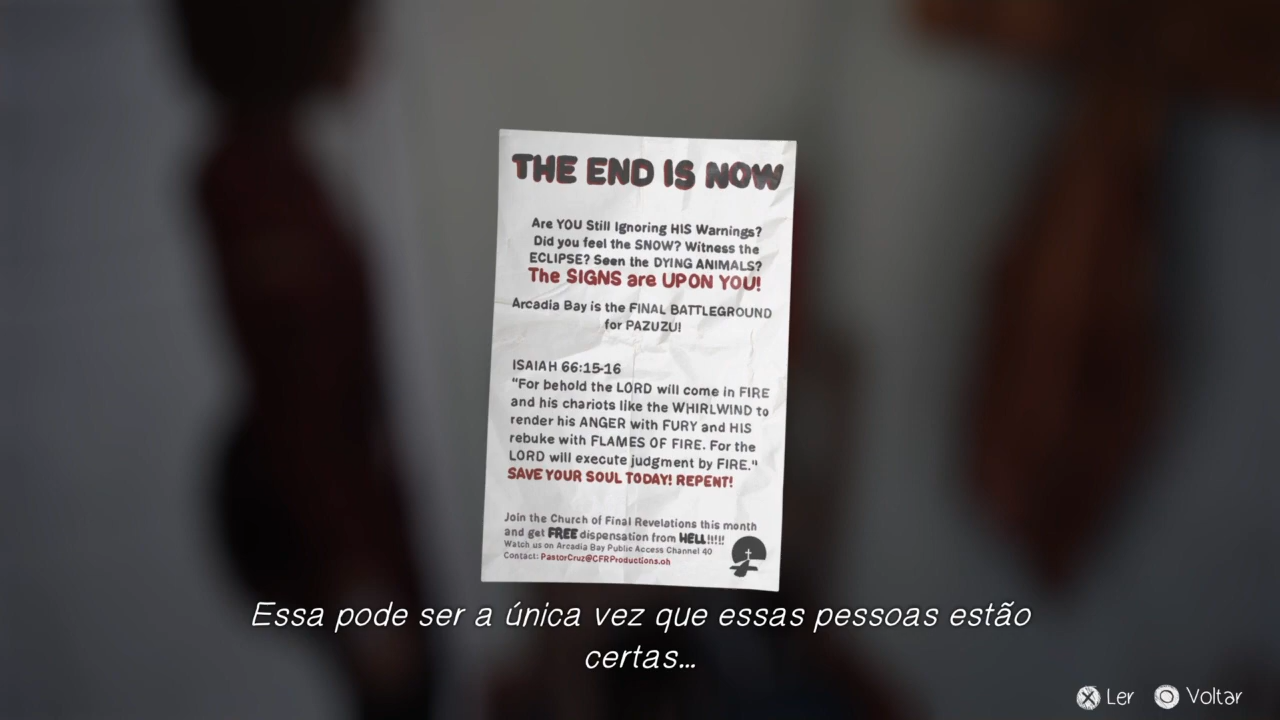 THE END IS NOW
Are YOU Still Ignoring HIS Warnings?
Did you feel the SNOW? Witness the
ECLIPSE? Seen the DYING ANIMALS?
The SIGNS are UPON YOU!
Arcadia Bay is the FINAL BATTLEGROUND
for PAZUZU!
ISAIAH 66:15-16
"For behold the LORD will come in FIRE
and his chariots like the WHIRLWIND to
render his ANGER with FURY and HIS
rebuke with FLAMES OF FIRE. For the
LORD will execute judgment by FIRE."
SAVE YOUR SOUL TODAY! REPENT!
Join the Church of Final Revelations this month
and get FREE dispensation from HELL!!!!!
Watch us on Arcadia Bay Public Access Channel 40
Contact: PastorCruz@CFRProductions.oh
Essa pode ser a única vez que essas pessoas estão
certas...
Ler Voltar